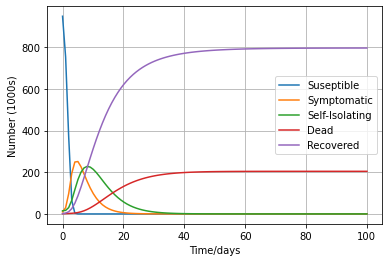 800
600
400
200
0
Number (1000s)
Suseptible
Symptomatic
Self-Isolating
Dead
Recovered
0 20 40 60 80 100
Time/days